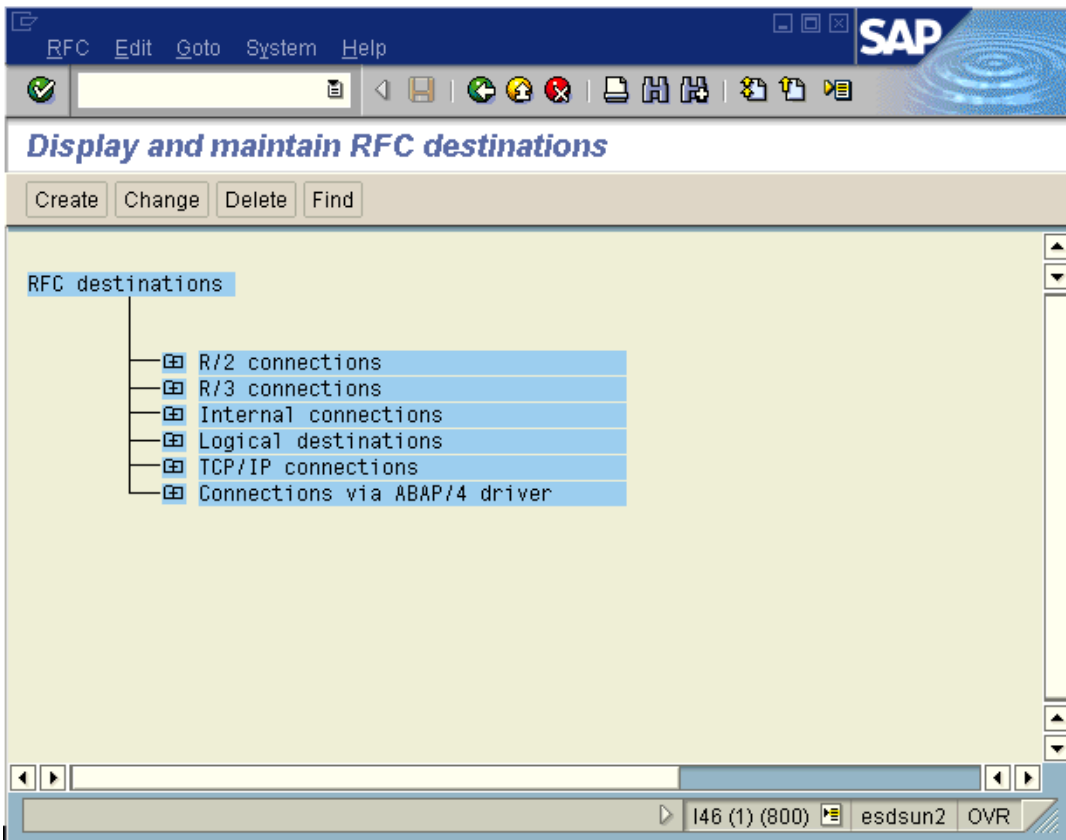 RFC Edit Goto System Help
SAP
Display and maintain RFC destinations
Create Change Delete Find
RFC destinations
R/2 connections
R/3 connections
Internal connections
Logical destinations
TCP/IP connections
Connections via ABAP/4 driver
I46 (1) (800) esdsun2 OVR